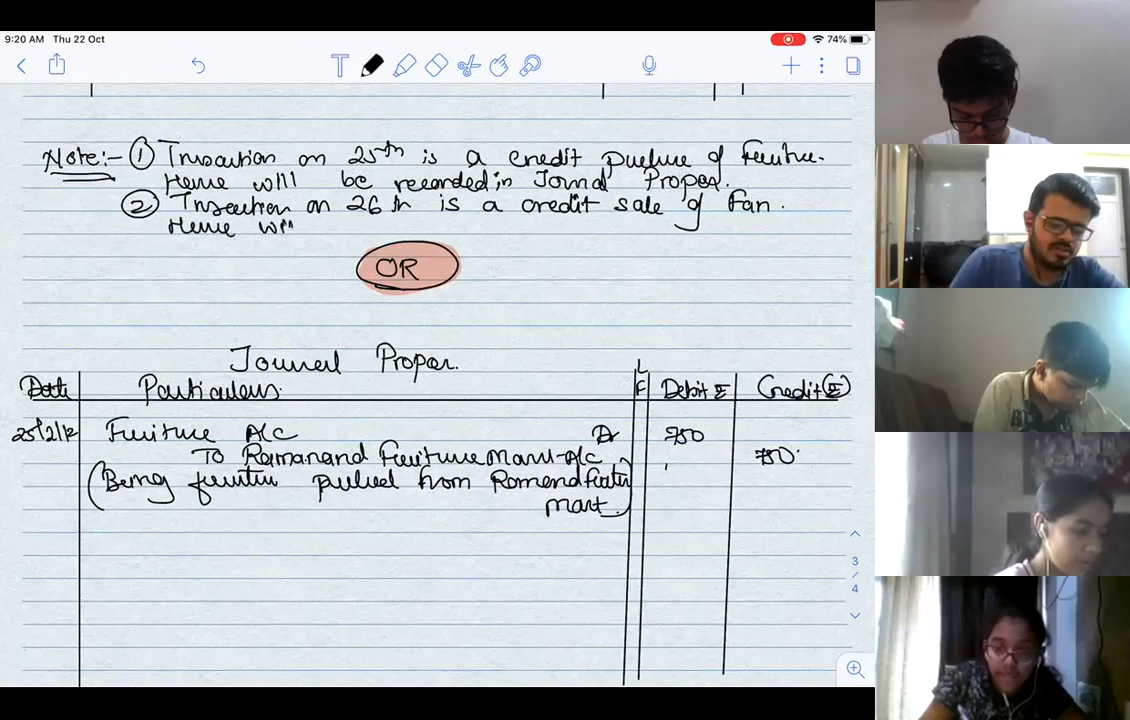 9:20 AM Thu 22 Oct
74%
Note:- ① Transaction on 25th is a credit purchase of Furniture.
Hence will be recorded in Journal Proper.
② Transaction on 26th is a credit sale of Fan.
Hence will
OR
Journal Proper.
Date Particulars. LF Debit ₹ Credit (₹)
25/2/12 Furniture A/c Dr 750
To Ramanand Furniture Mart A/c 750
(Being furniture purchased from Ramanand Furniture
Mart.)
3
/
4